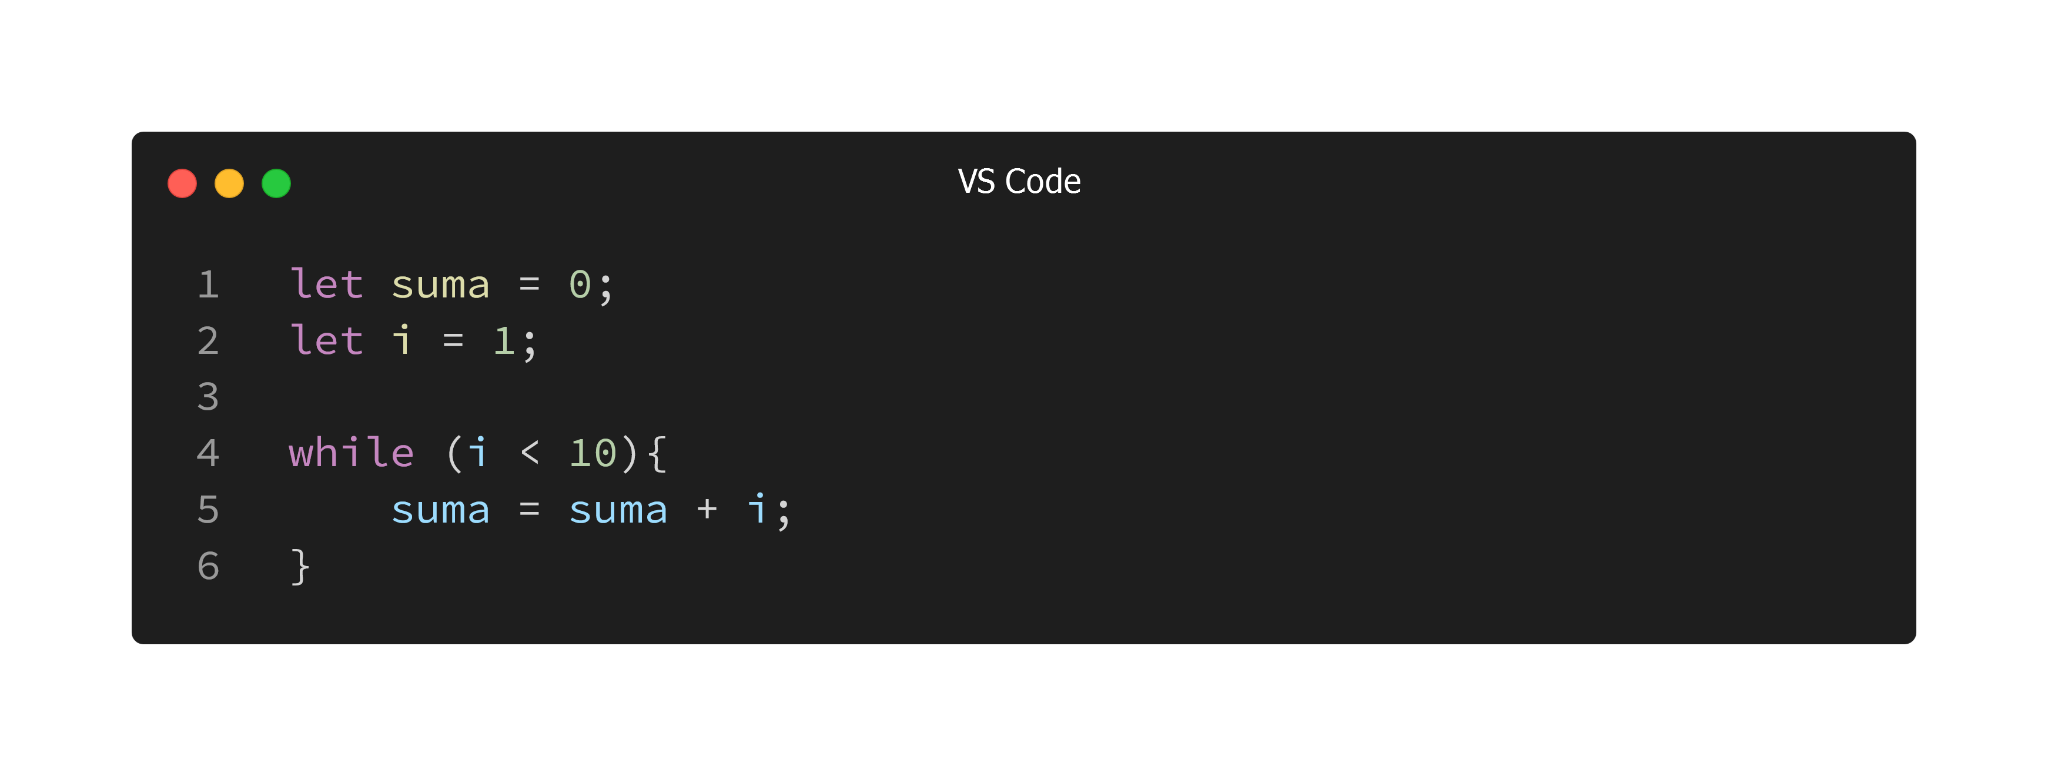 VS Code
1 let suma = 0;
2 let i = 1;
3
4 while (i < 10){
5     suma = suma + i;
6 }